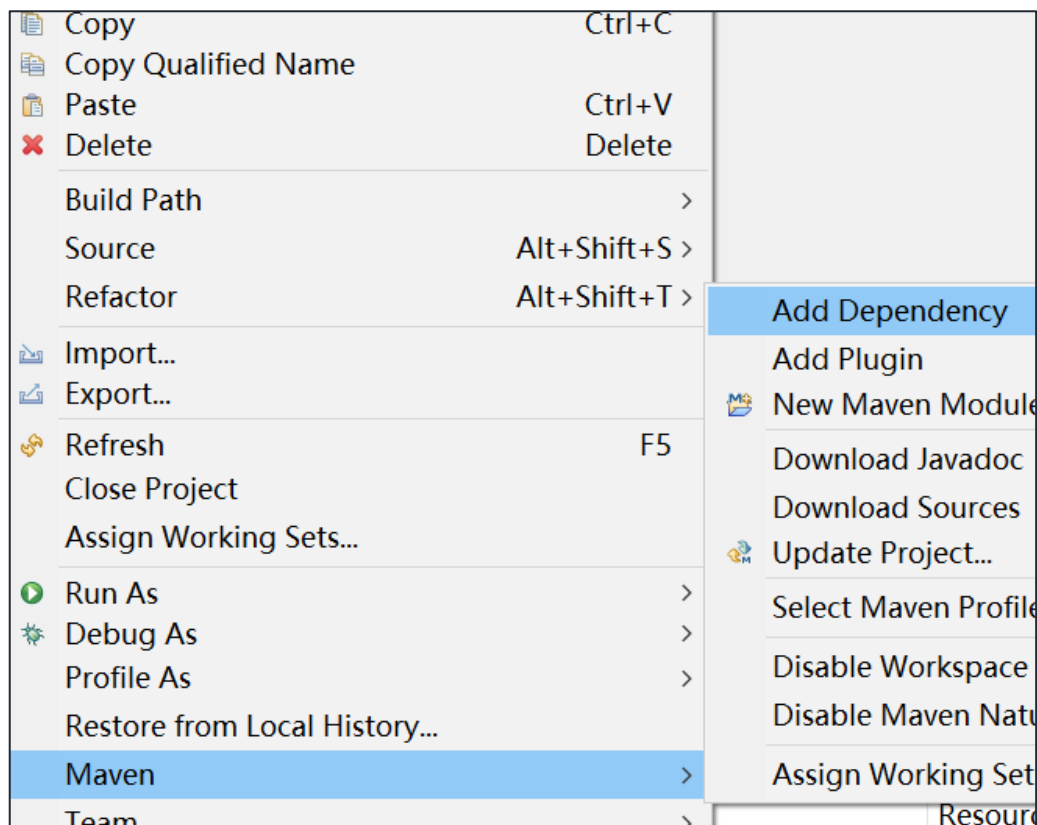 Copy Ctrl+C
Copy Qualified Name
Paste Ctrl+V
Delete Delete
Build Path
Source Alt+Shift+S
Refactor Alt+Shift+T
Import...
Export...
Refresh F5
Close Project
Assign Working Sets...
Run As
Debug As
Profile As
Restore from Local History...
Maven
Team
Add Dependency
Add Plugin
New Maven Module
Download Javadoc
Download Sources
Update Project...
Select Maven Profile
Disable Workspace
Disable Maven Natu
Assign Working Set
Resourc